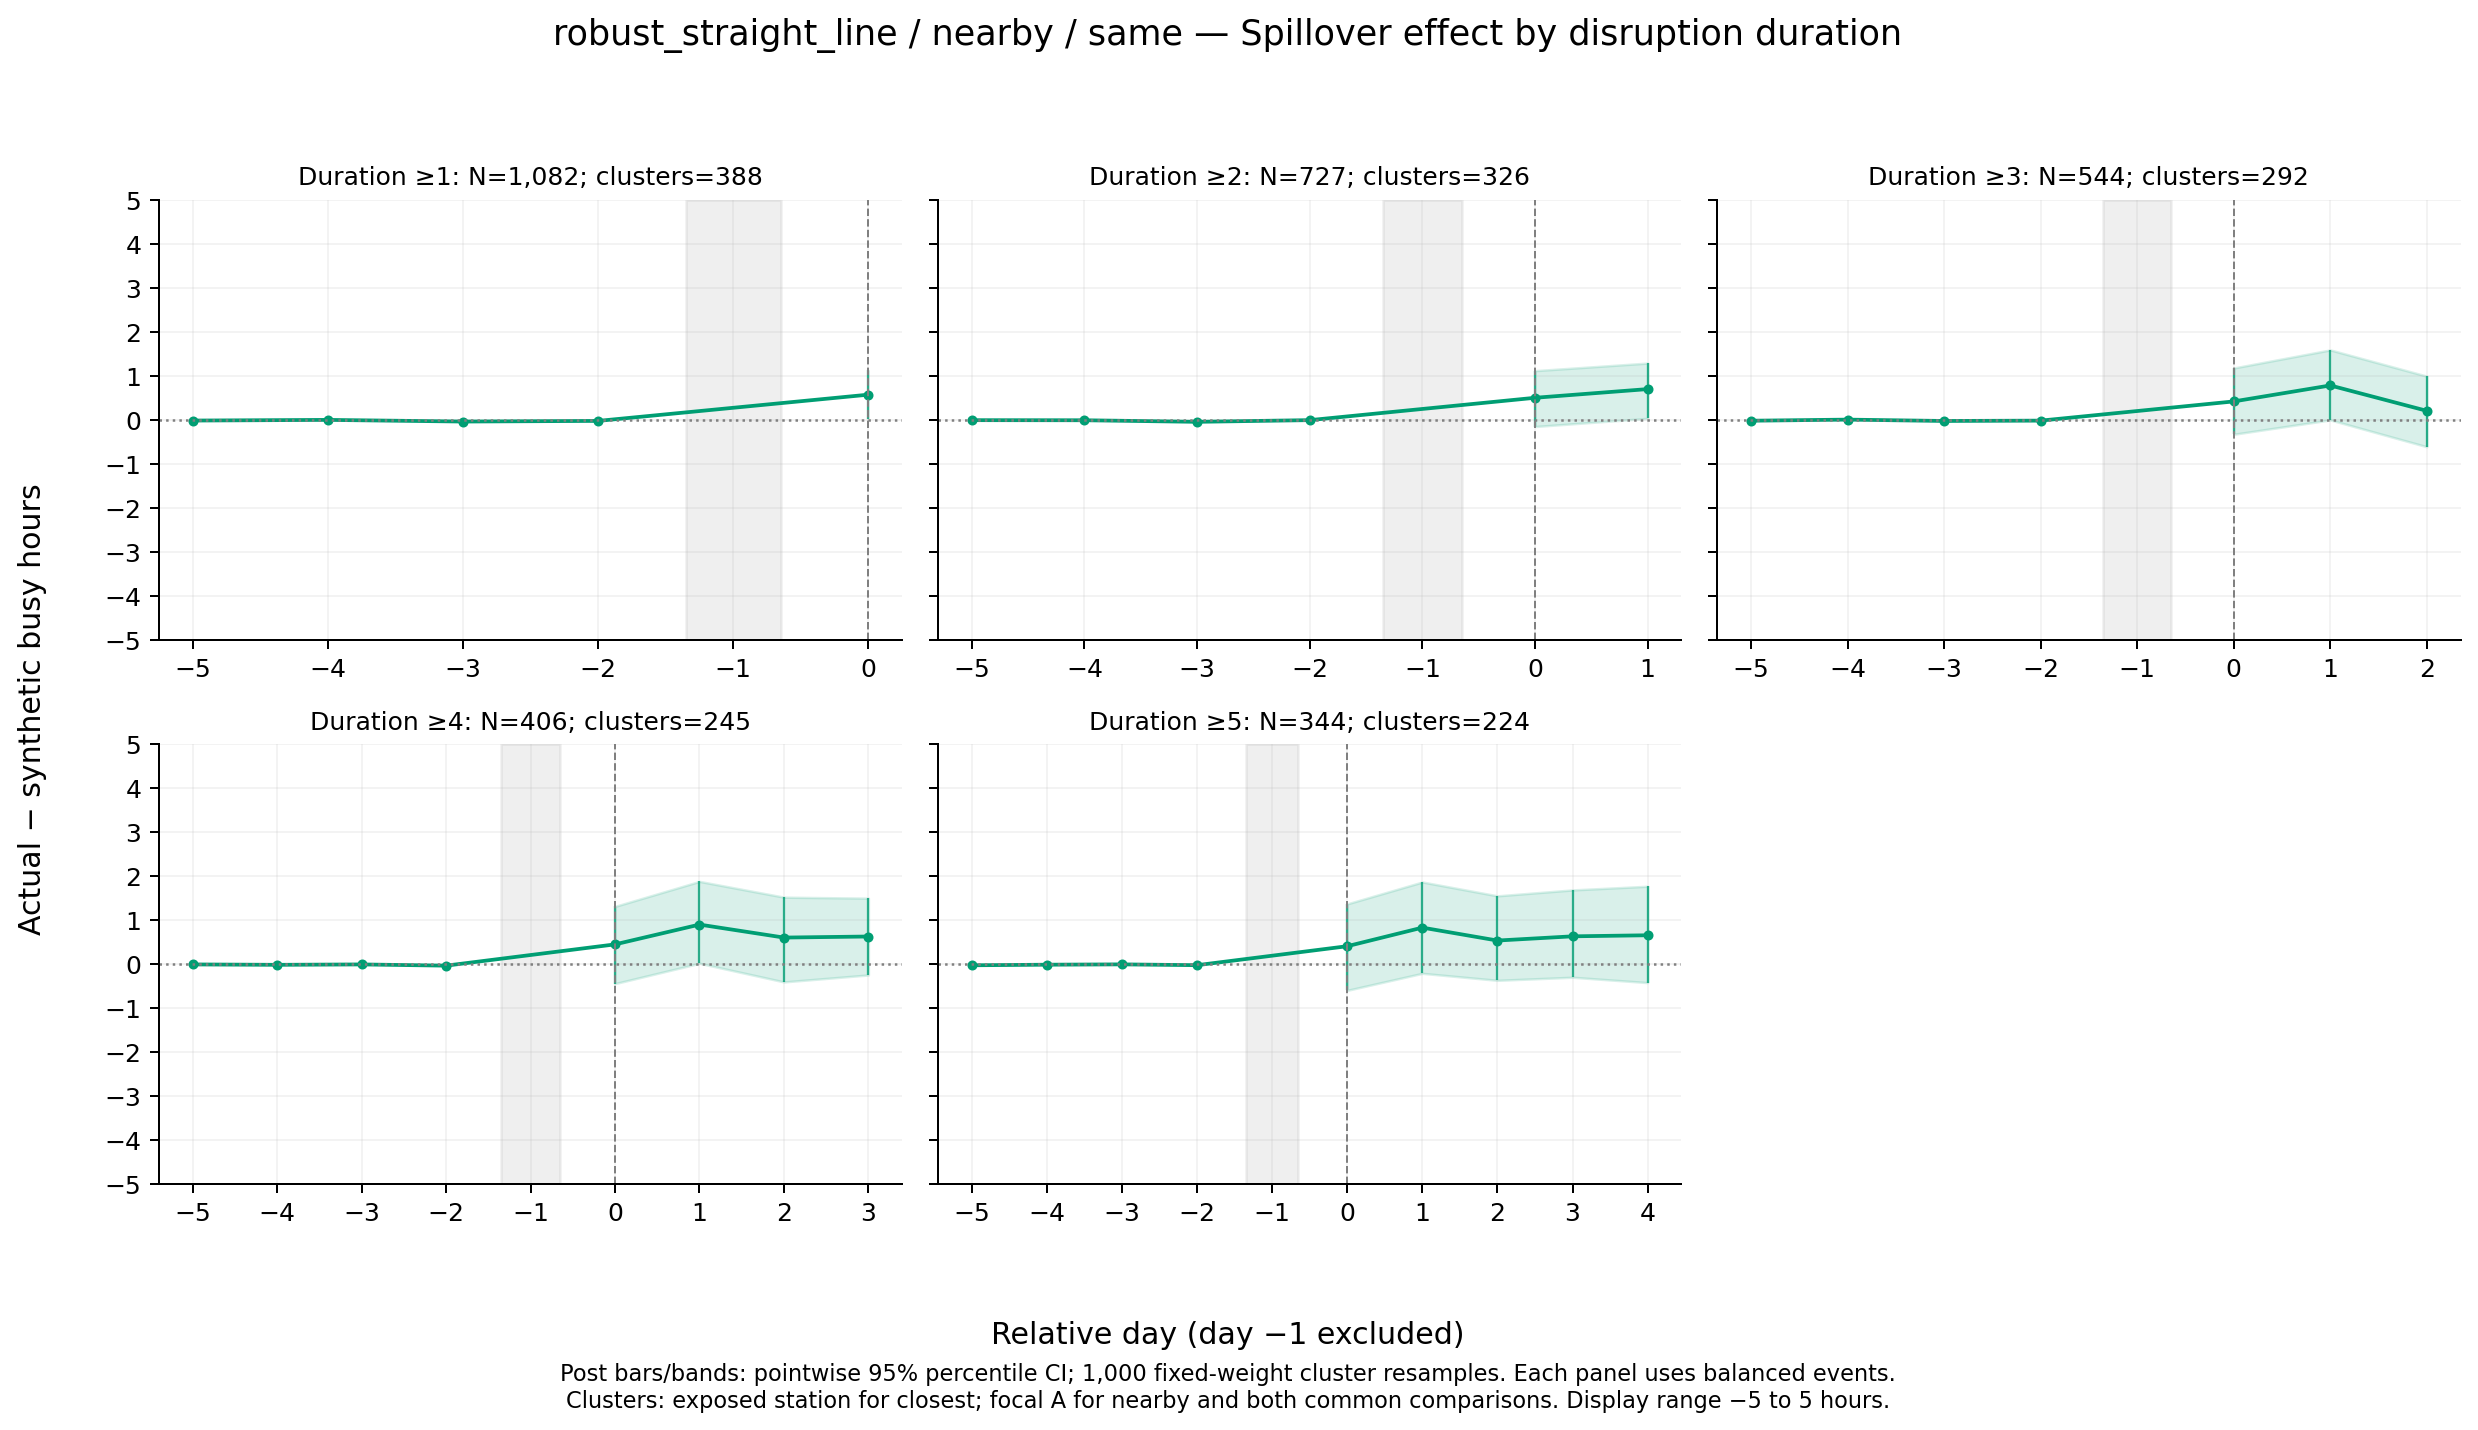 robust_straight_line / nearby / same — Spillover effect by disruption duration
Duration ≥1: N=1,082; clusters=388
Duration ≥2: N=727; clusters=326
Duration ≥3: N=544; clusters=292
5
4
3
2
1
0
−1
−2
−3
−4
−5
−5 −4 −3 −2 −1 0
−5 −4 −3 −2 −1 0 1
−5 −4 −3 −2 −1 0 1 2
Actual − synthetic busy hours
Duration ≥4: N=406; clusters=245
Duration ≥5: N=344; clusters=224
5
4
3
2
1
0
−1
−2
−3
−4
−5
−5 −4 −3 −2 −1 0 1 2 3
−5 −4 −3 −2 −1 0 1 2 3 4
Relative day (day −1 excluded)
Post bars/bands: pointwise 95% percentile CI; 1,000 fixed-weight cluster resamples. Each panel uses balanced events.
Clusters: exposed station for closest; focal A for nearby and both common comparisons. Display range −5 to 5 hours.